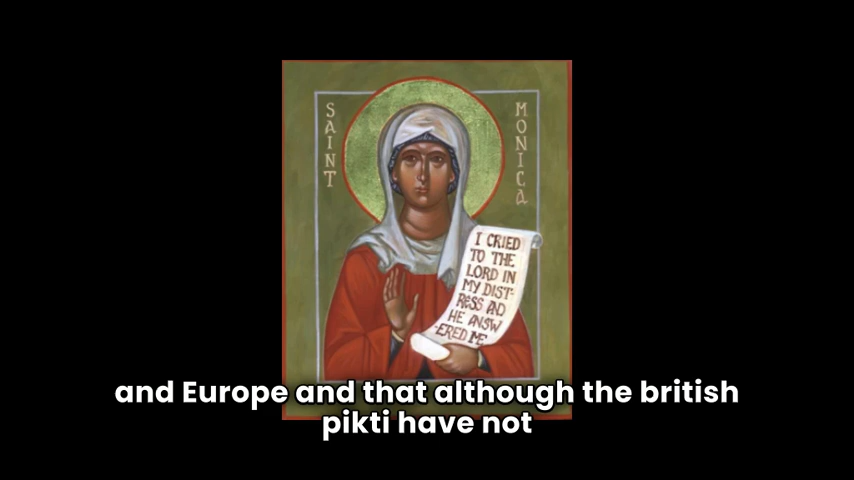 SAINT
MONICA
I CRIED
TO THE
LORD IN
MY DIST-
RESS AND
HE ANSW
-ERED ME.
and Europe and that although the british
pikti have not